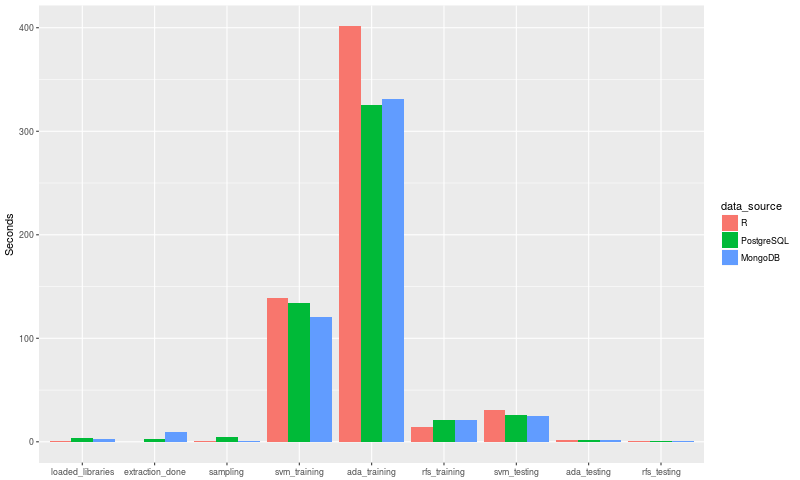 Seconds
400
300
200
100
0
loaded_libraries extraction_done sampling svm_training ada_training rfs_training svm_testing ada_testing rfs_testing
data_source
R
PostgreSQL
MongoDB